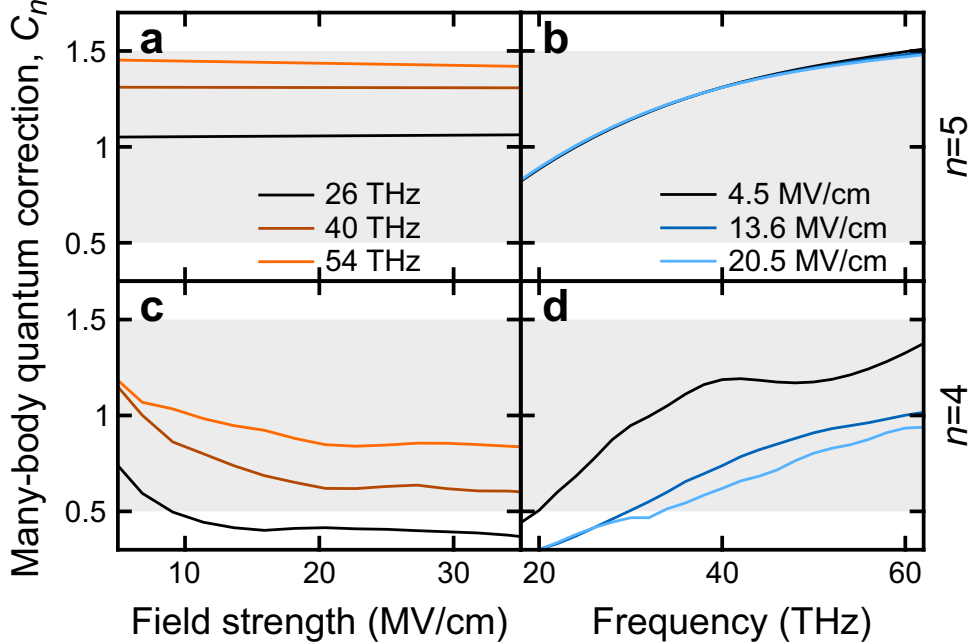 Many-body quantum correction, Cn
a
b
1.5
1
0.5
26 THz
40 THz
54 THz
4.5 MV/cm
13.6 MV/cm
20.5 MV/cm
n=5
c
d
1.5
1
0.5
n=4
10
20
30
20
40
60
Field strength (MV/cm)
Frequency (THz)